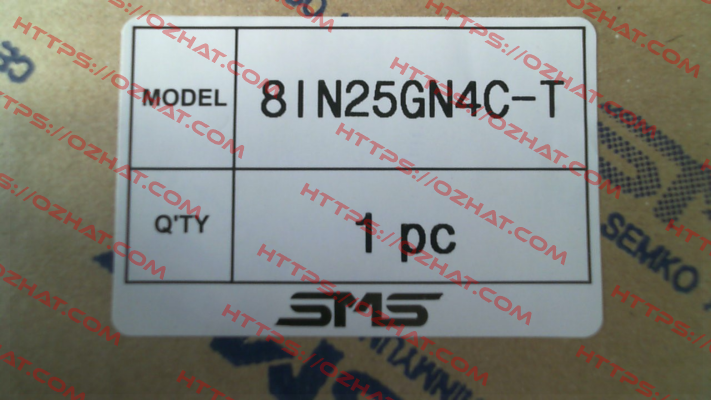 MODEL 8IN25GN4C-T
Q'TY 1 pc
SMS
SEMKO
HTTPS://OZHAT.COM